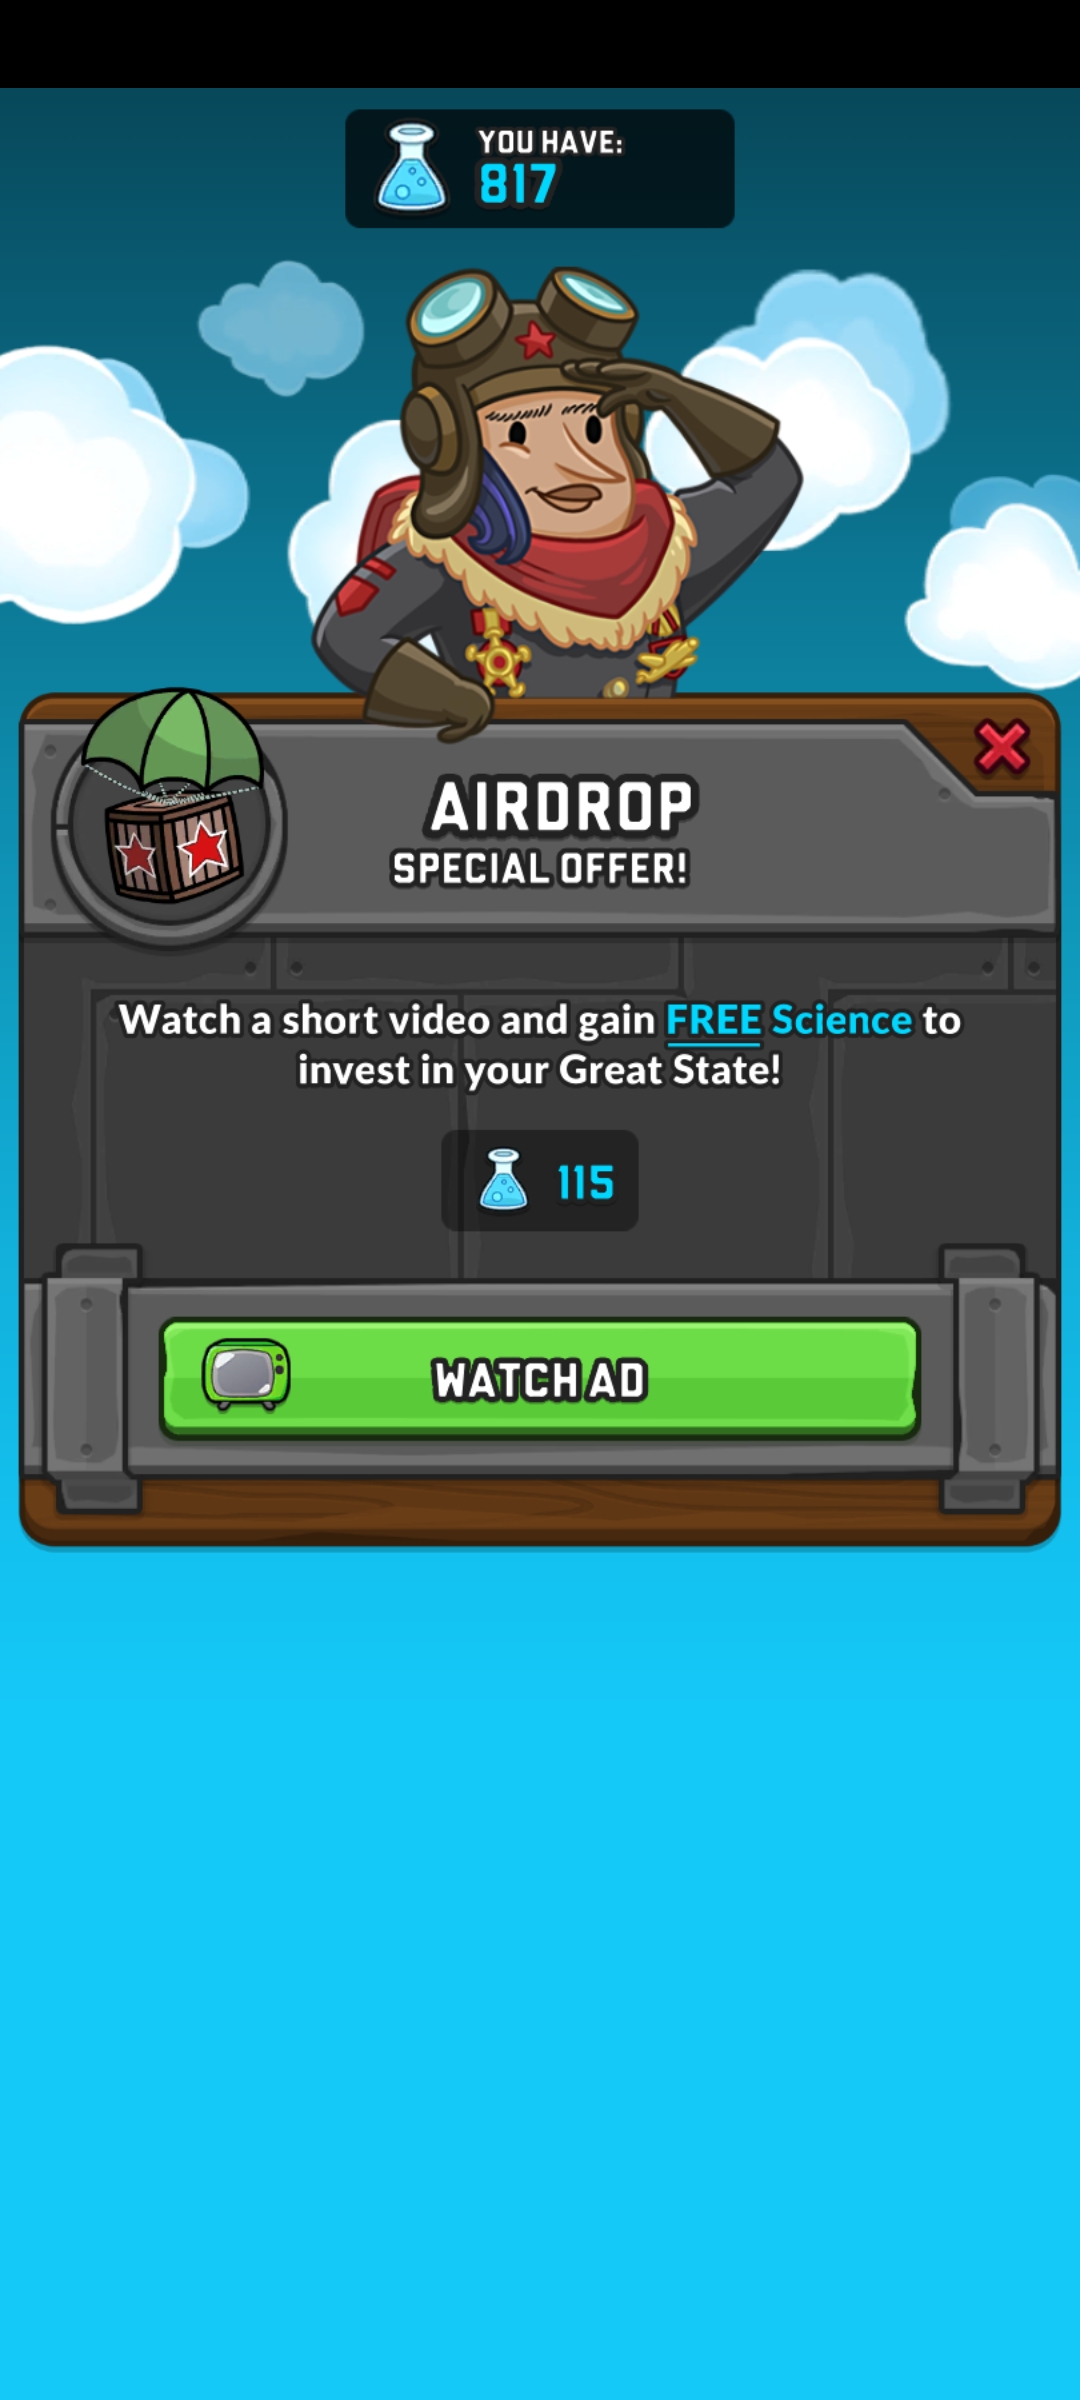 YOU HAVE:
817
AIRDROP
SPECIAL OFFER!
Watch a short video and gain FREE Science to
invest in your Great State!
115
WATCH AD